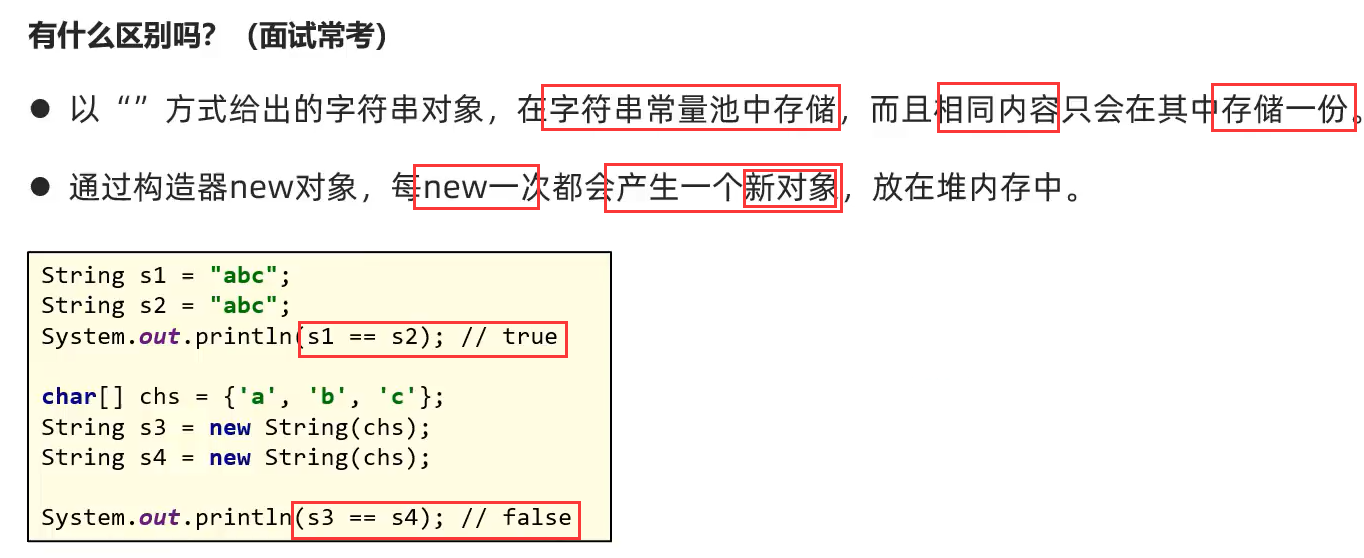 有什么区别吗？（面试常考）
● 以“”方式给出的字符串对象，在字符串常量池中存储，而且相同内容只会在其中存储一份。
● 通过构造器new对象，每new一次都会产生一个新对象，放在堆内存中。
String s1 = "abc";
String s2 = "abc";
System.out.println(s1 == s2); // true
char[] chs = {'a', 'b', 'c'};
String s3 = new String(chs);
String s4 = new String(chs);
System.out.println(s3 == s4); // false